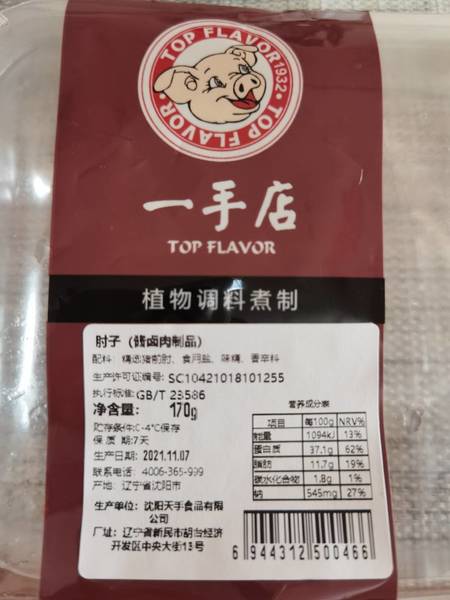 TOP FLAVOR 1932
TOP FLAVOR
一手店
TOP FLAVOR
植物调料煮制
肘子（酱卤肉制品）
配料：精选猪前肘、食用盐、味精、香辛料
生产许可证编号：SC10421018101255
执行标准:GB/T 23586
净含量： 170g
贮存条件:0-4℃保存
保 质 期:7天
生产日期:2021.11.07
联系电话：4006-365-999
产地：辽宁省沈阳市
生产单位：沈阳天手食品有限
公司
厂址：辽宁省新民市胡台经济
开发区中央大街13号
营养成分表
项目 每100g NRV%
能量 1094kJ 13%
蛋白质 37.1g 62%
脂肪 11.7g 19%
碳水化合物 1.8g 1%
钠 545mg 27%
6 944312 500466